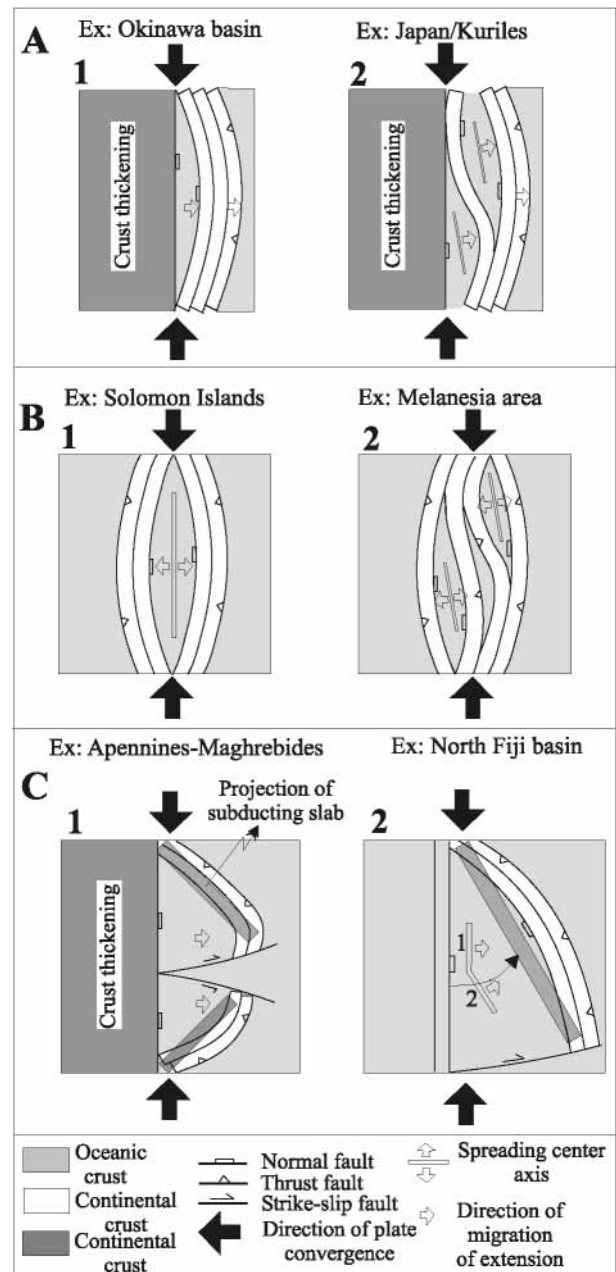 A
Ex: Okinawa basin
1
Crust thickening
Ex: Japan/Kuriles
2
Crust thickening
B
Ex: Solomon Islands
1
Ex: Melanesia area
2
C
Ex: Apennines-Maghrebides
1
Projection of
subducting slab
Crust thickening
Ex: North Fiji basin
2
1
2
Oceanic
crust
Continental
crust
Continental
crust
Normal fault
Thrust fault
Strike-slip fault
Direction of plate
convergence
Spreading center
axis
Direction of
migration
of extension